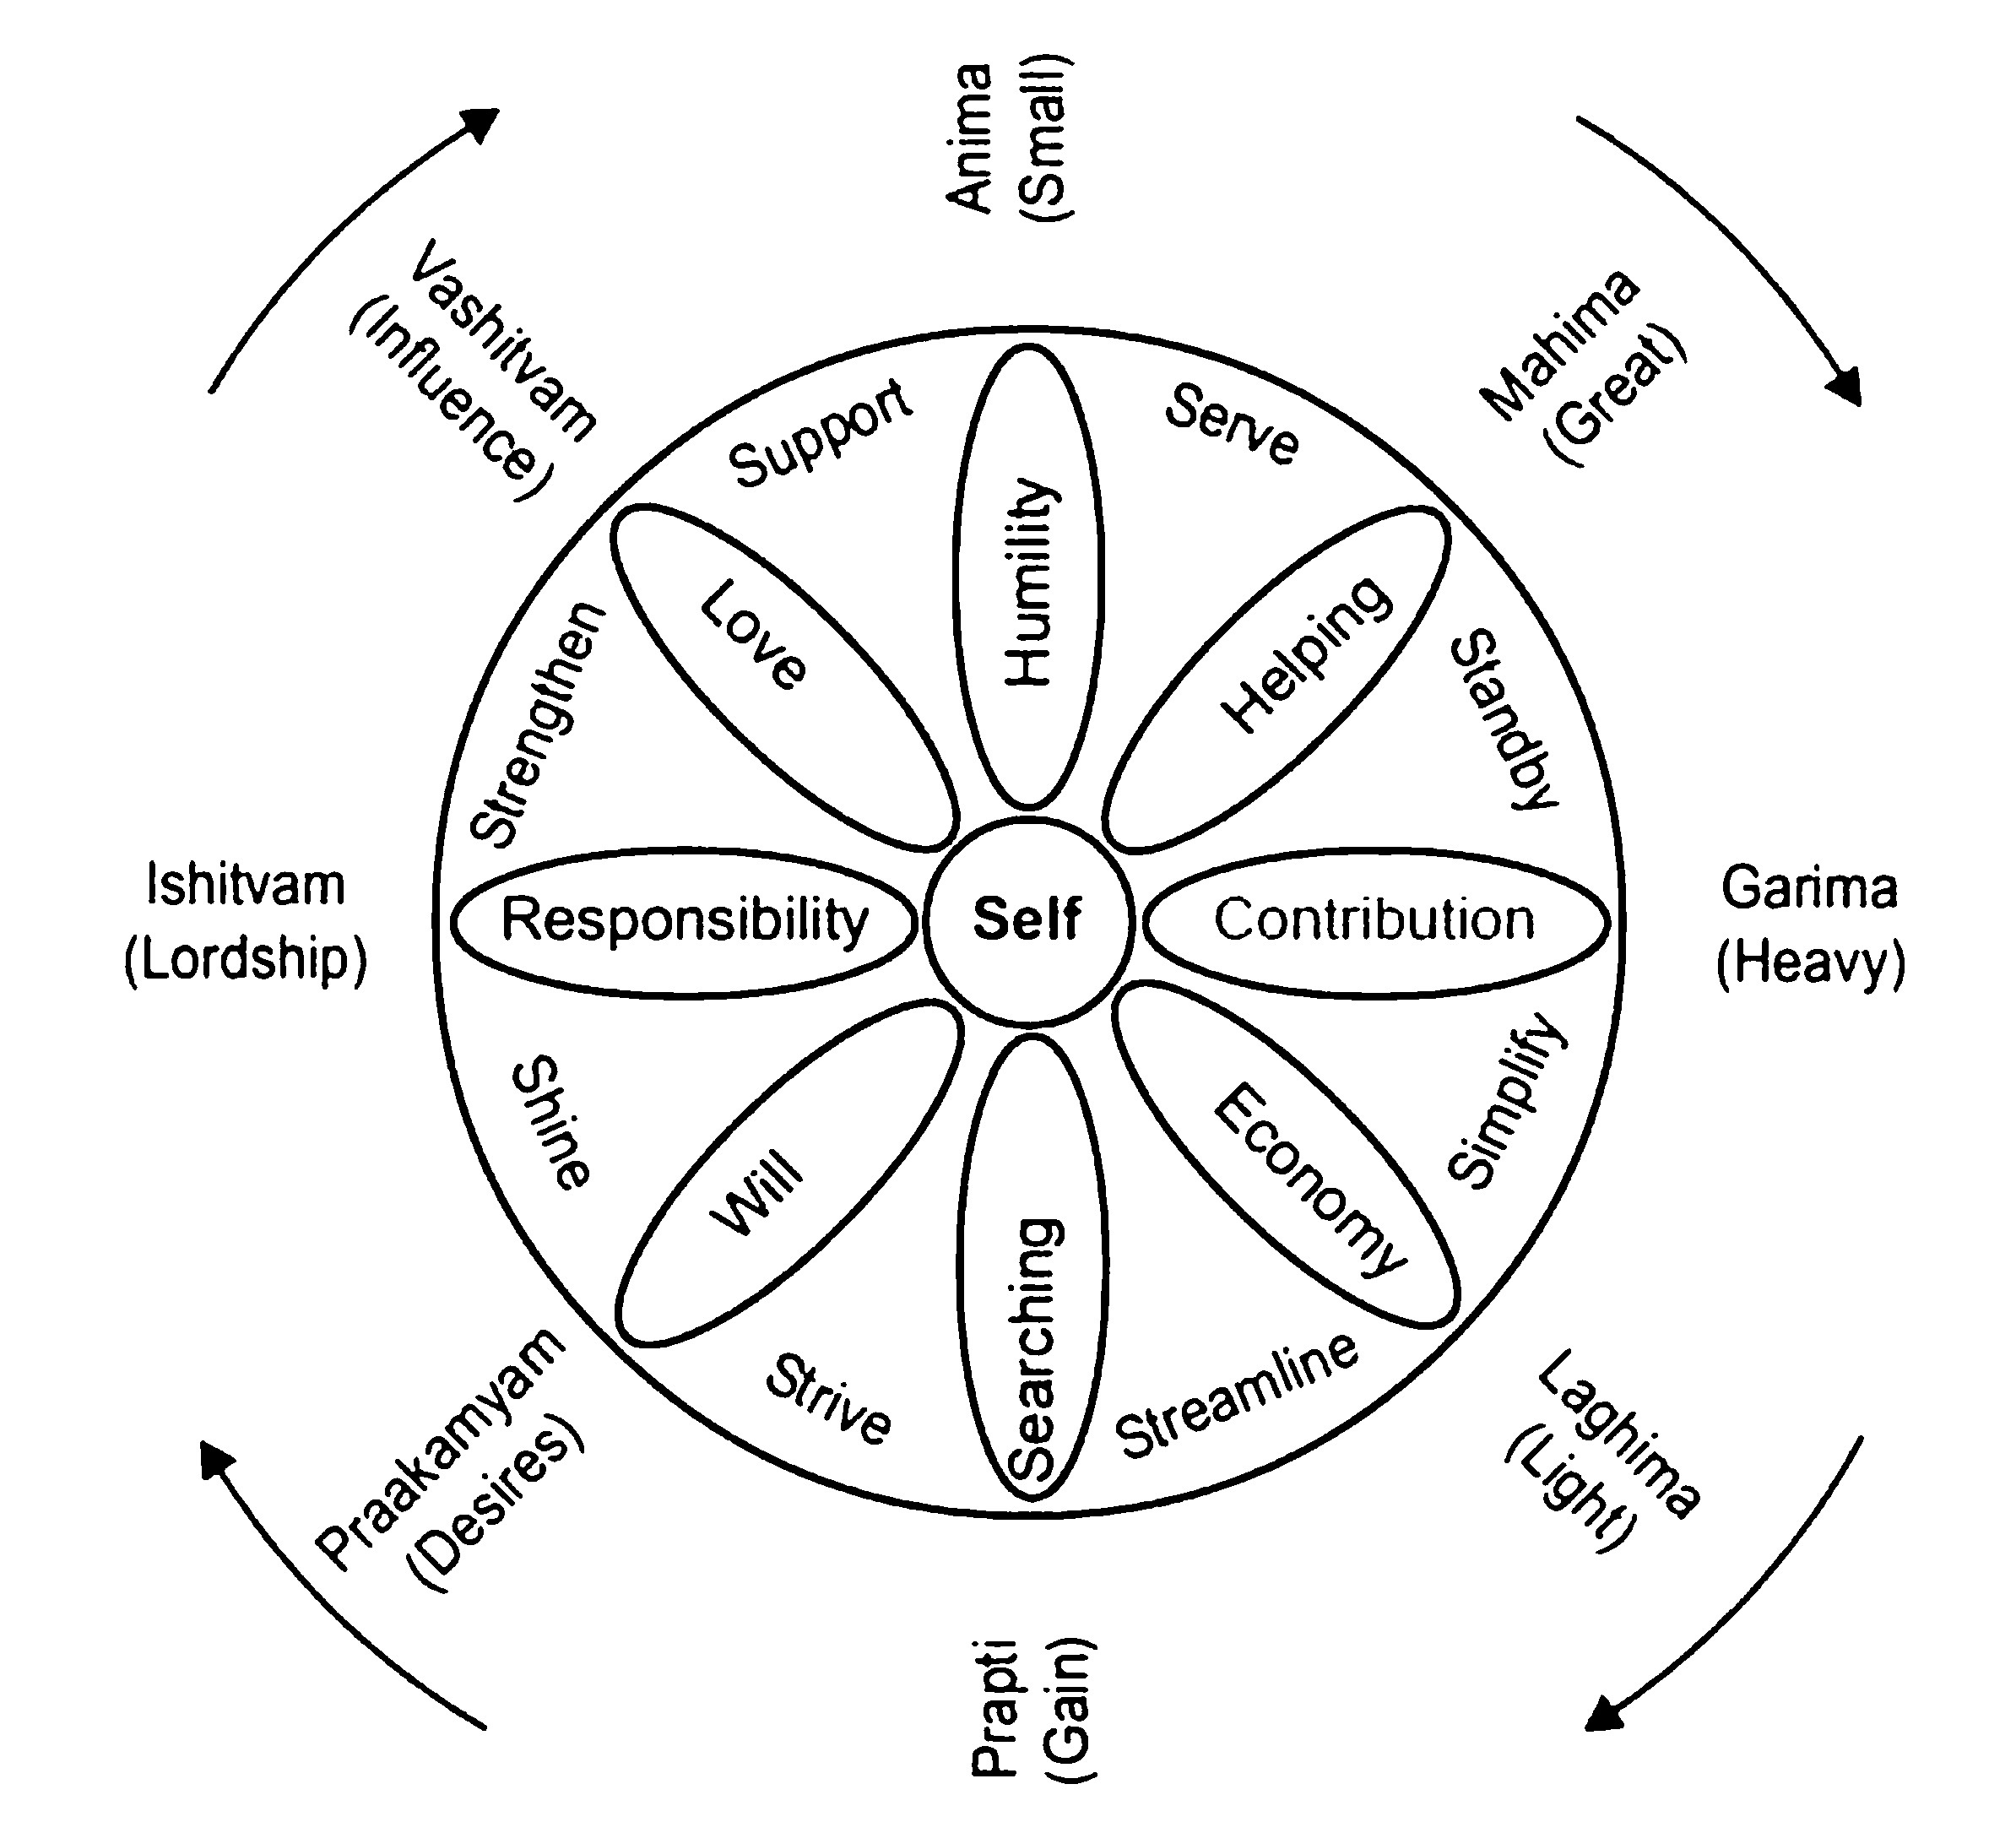 Anima
(Small)
Mahima
(Great)
Garima
(Heavy)
Laghima
(Light)
Prapti
(Gain)
Praakamyam
(Desires)
Ishitvam
(Lordship)
Vashitvam
(Influence)
Support
Serve
Standby
Simplify
Streamline
Strive
Shine
Strengthen
Humility
Helping
Contribution
Economy
Searching
Will
Responsibility
Love
Self